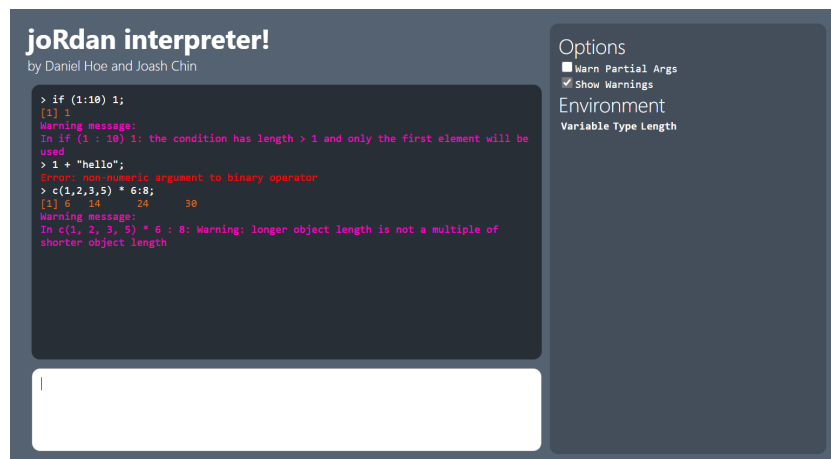 joRdan interpreter!
by Daniel Hoe and Joash Chin
> if (1:10) 1;
[1] 1
Warning message:
In if (1 : 10) 1: the condition has length > 1 and only the first element will be
used
> 1 + "hello";
Error: non-numeric argument to binary operator
> c(1,2,3,5) * 6:8;
[1] 6 14 24 30
Warning message:
In c(1, 2, 3, 5) * 6 : 8: Warning: longer object length is not a multiple of
shorter object length
Options
Warn Partial Args
Show Warnings
Environment
Variable Type Length